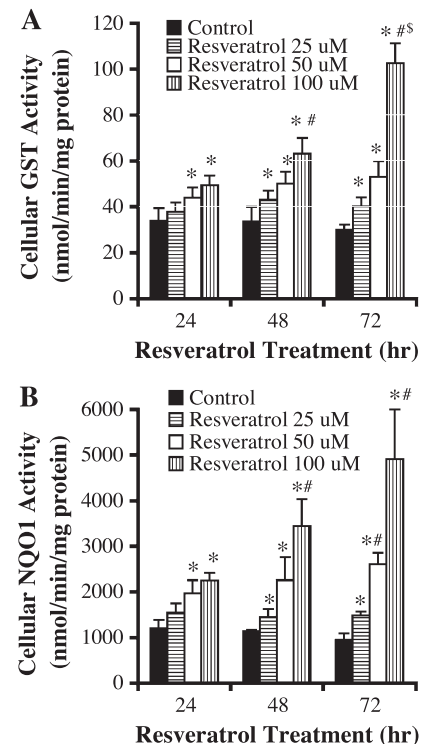 A
Control
Resveratrol 25 uM
Resveratrol 50 uM
Resveratrol 100 uM
Cellular GST Activity
(nmol/min/mg protein)
120
100
80
60
40
20
0
* *
* * * #
* * * #$
24 48 72
Resveratrol Treatment (hr)
B
Control
Resveratrol 25 uM
Resveratrol 50 uM
Resveratrol 100 uM
Cellular NQO1 Activity
(nmol/min/mg protein)
6000
5000
4000
3000
2000
1000
0
* *
* * *#
* *# *#
24 48 72
Resveratrol Treatment (hr)